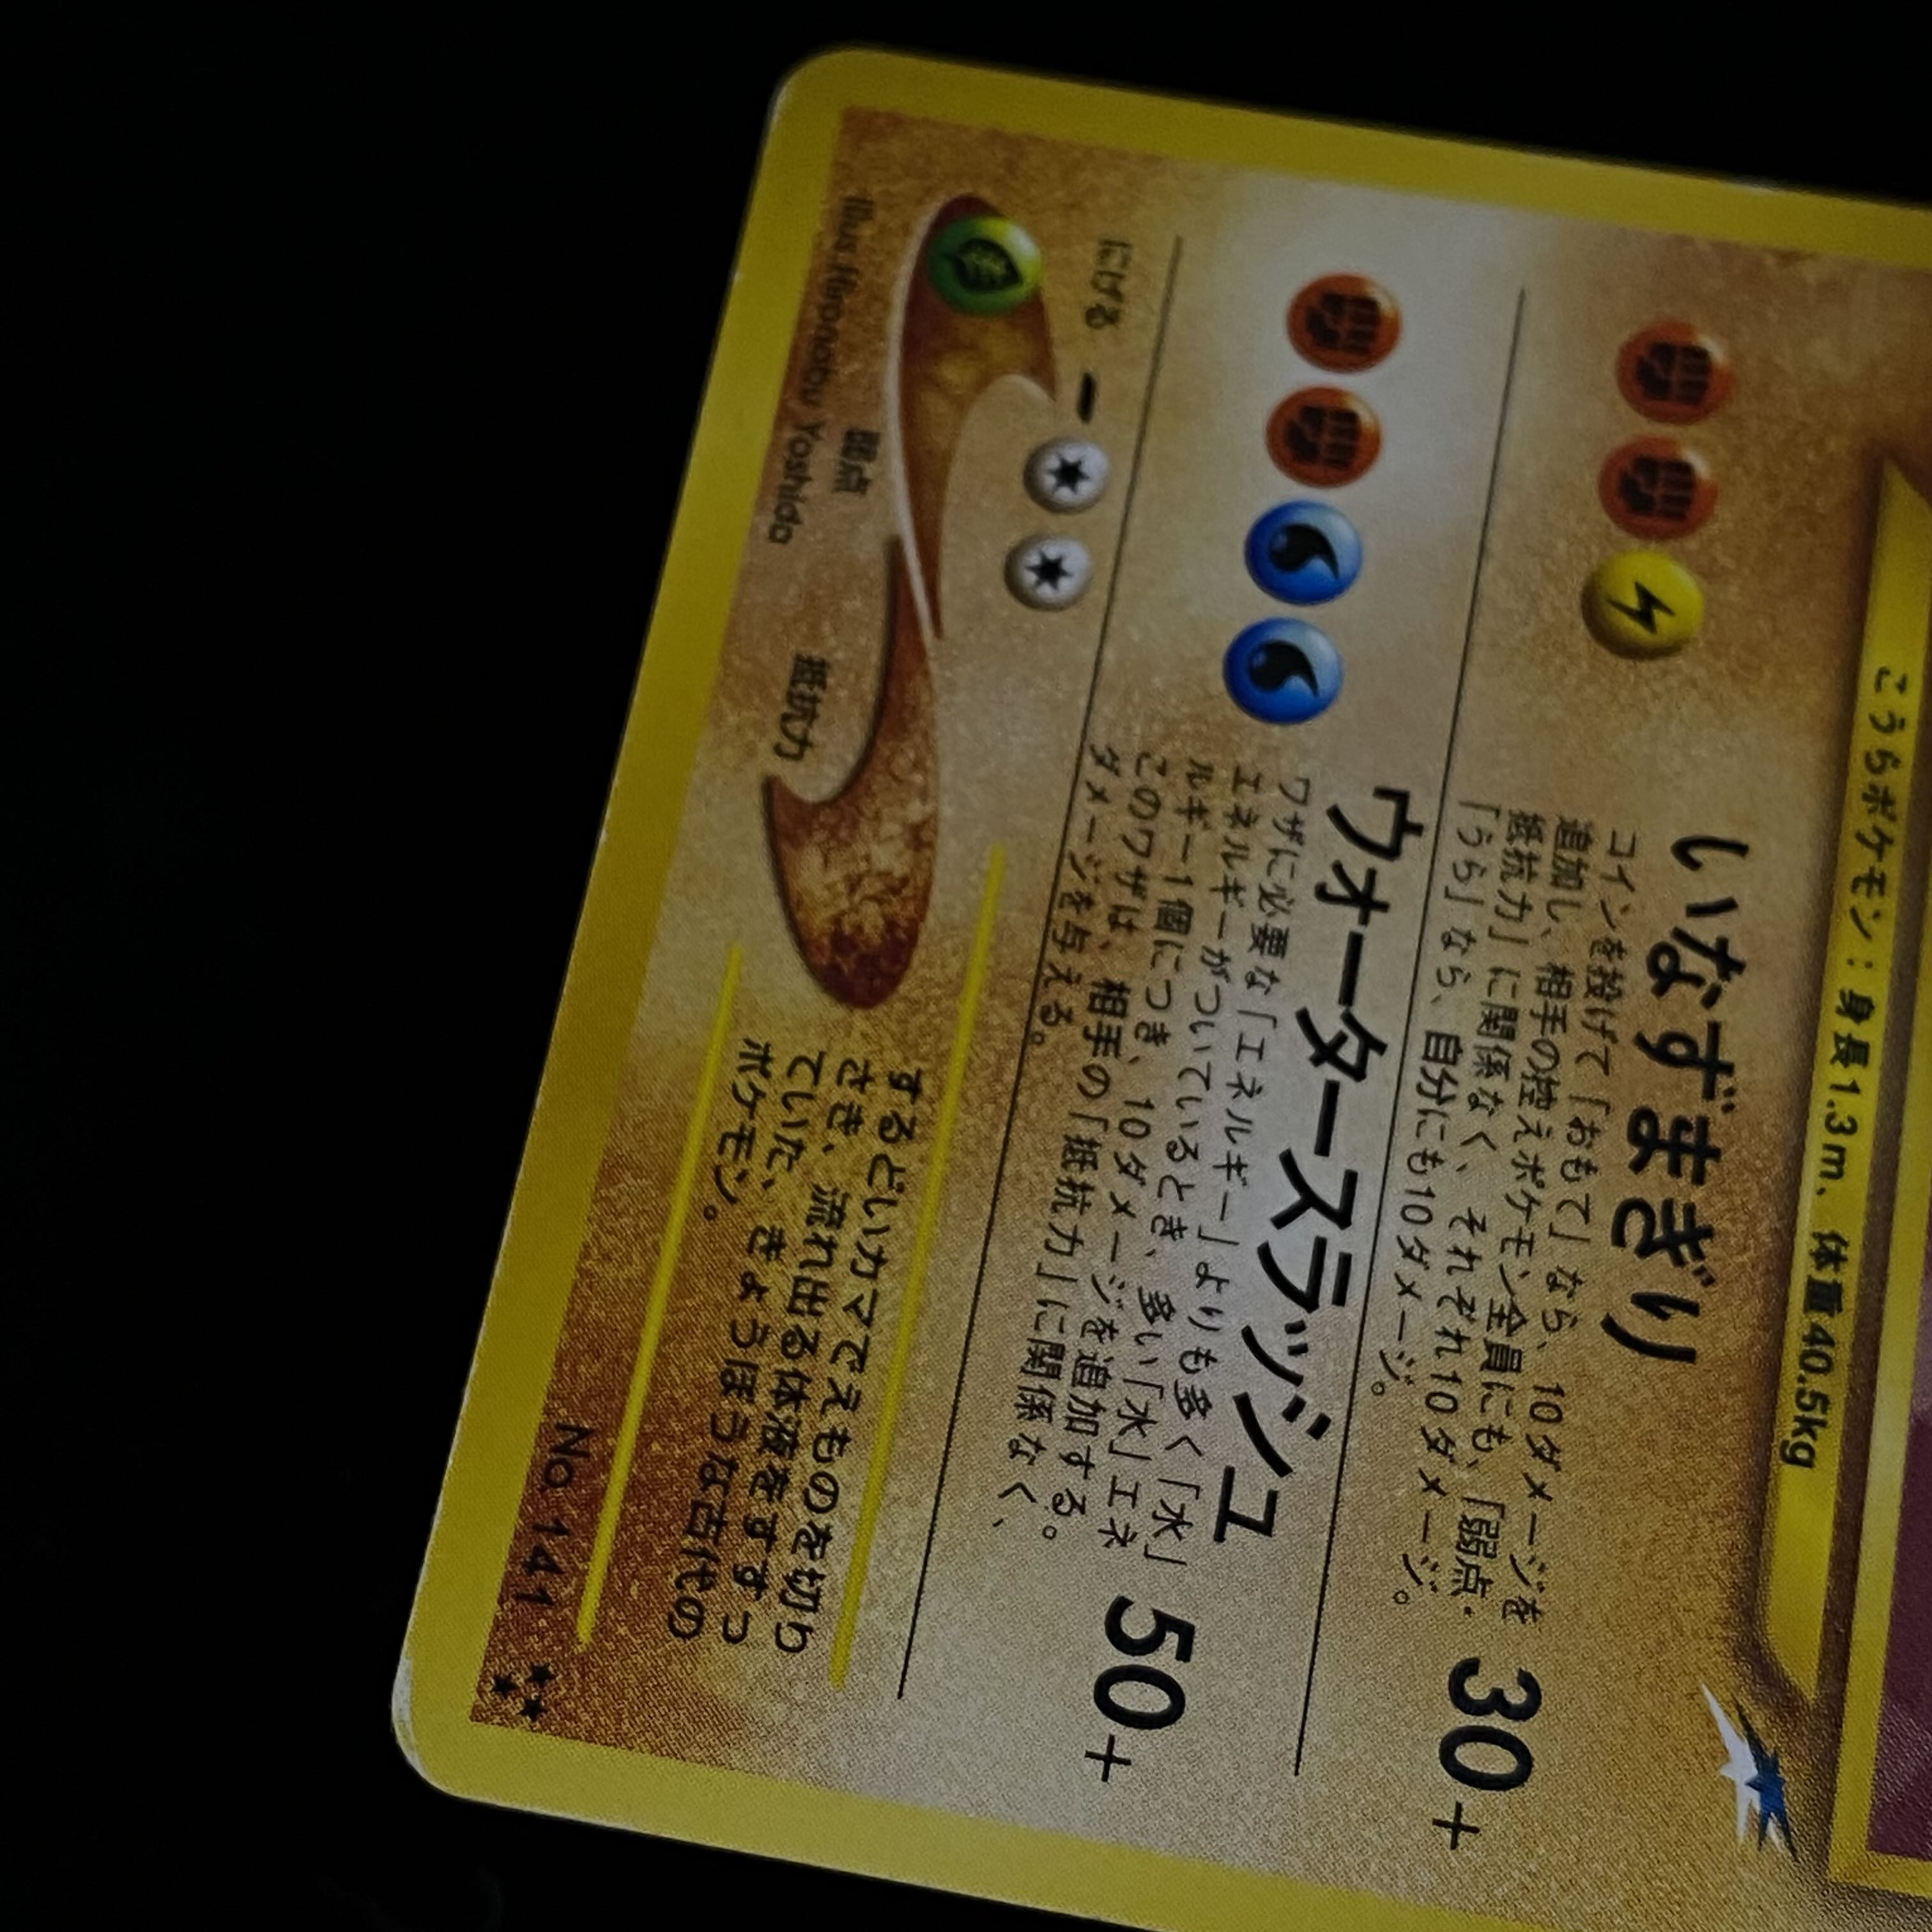 こうらポケモン：身長1.3m、体重40.5kg
いなずまぎり 30+
コインを投げて「おもて」なら、10ダメージを
追加し、相手の控えポケモン全員にも、「弱点・
抵抗力」に関係なく、それぞれ10ダメージ。
「うら」なら、自分にも10ダメージ。
ウォータースラッシュ 50+
ワザに必要な「エネルギー」よりも多く「水」
エネルギーがついているとき、多い「水」エネ
ルギー1個につき、10ダメージを追加する。
このワザは、相手の「抵抗力」に関係なく、
ダメージを与える。
にげる
弱点
抵抗力
Illus. Hironobu Yoshida
するどいカマでえものを切り
さき、流れ出る体液をすすっ
ていた、きょうぼうな古代の
ポケモン。
No.141 ★★★